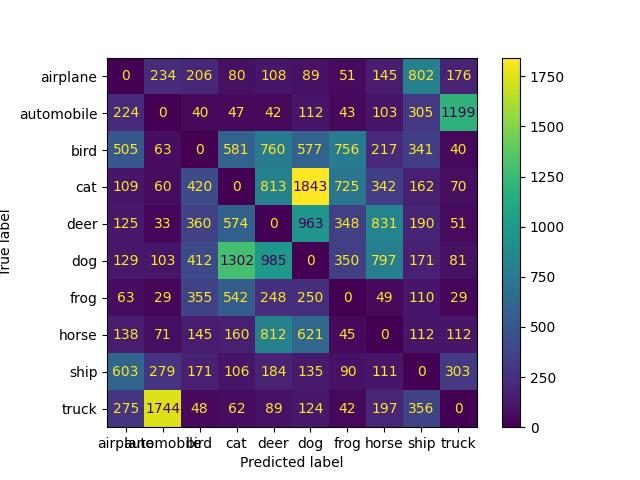 airplane 0 234 206 80 108 89 51 145 802 176
automobile 224 0 40 47 42 112 43 103 305 1199
bird 505 63 0 581 760 577 756 217 341 40
cat 109 60 420 0 813 1843 725 342 162 70
deer 125 33 360 574 0 963 348 831 190 51
dog 129 103 412 1302 985 0 350 797 171 81
frog 63 29 355 542 248 250 0 49 110 29
horse 138 71 145 160 812 621 45 0 112 112
ship 603 279 171 106 184 135 90 111 0 303
truck 275 1744 48 62 89 124 42 197 356 0
airplane automobile bird cat deer dog frog horse ship truck
Predicted label
True label
1750
1500
1250
1000
750
500
250
0